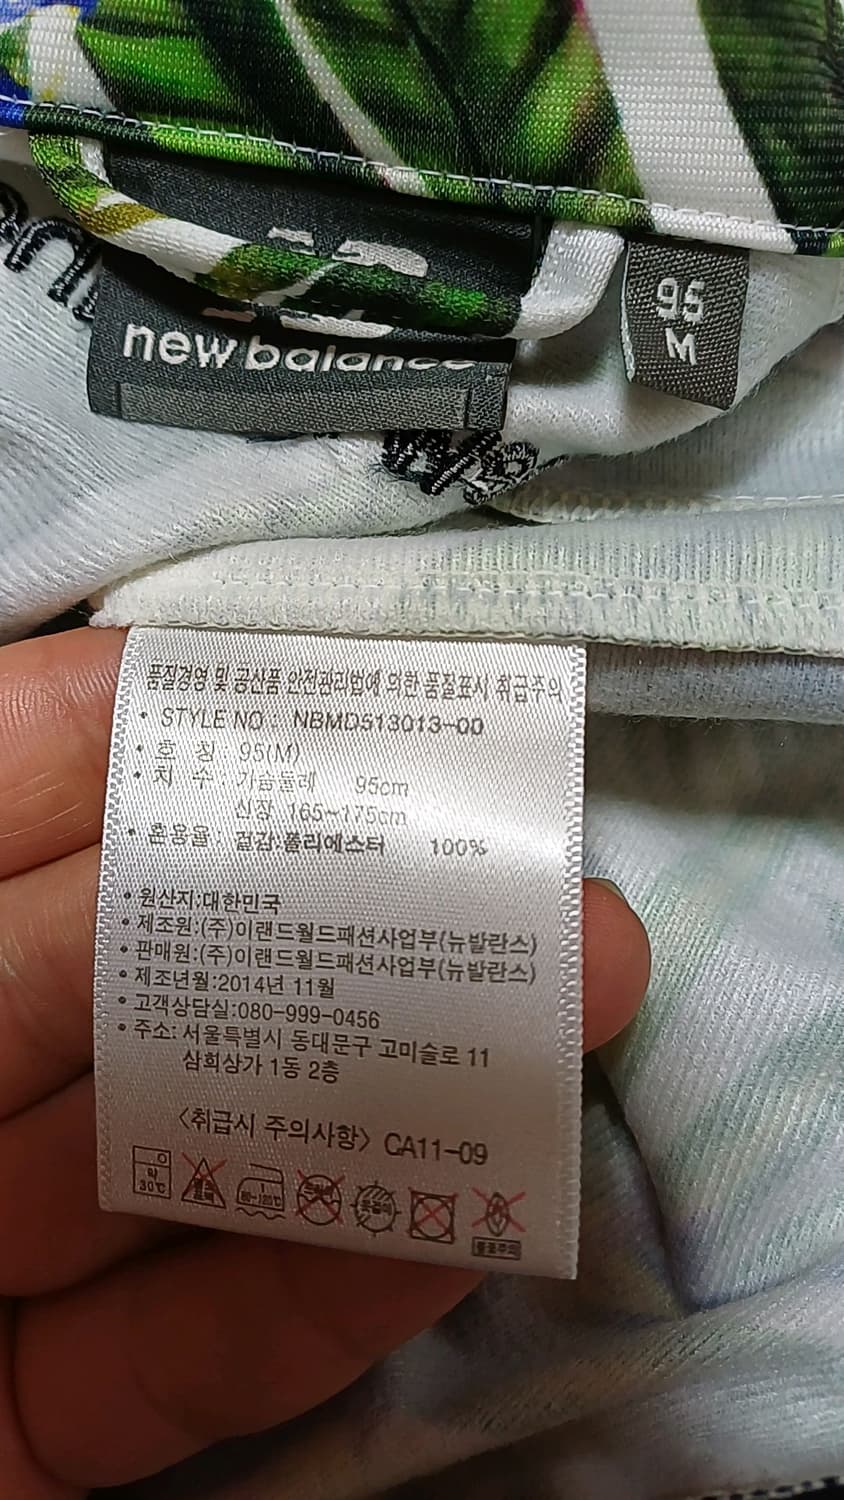 new balance
95
M
품질경영 및 공산품 안전관리법에 의한 품질표시 취급주의
• STYLE NO : NBMD513013-00
• 호 칭 : 95(M)
• 치 수 : 가슴둘레 95cm
신장 165~175cm
• 혼용율 : 겉감:폴리에스터 100%
• 원산지:대한민국
• 제조원:(주)이랜드월드패션사업부(뉴발란스)
• 판매원:(주)이랜드월드패션사업부(뉴발란스)
• 제조년월:2014년 11월
• 고객상담실:080-999-0456
• 주소: 서울특별시 동대문구 고미술로 11
삼희상가 1동 2층
<취급시 주의사항> CA11-09
약 30℃
80~120℃